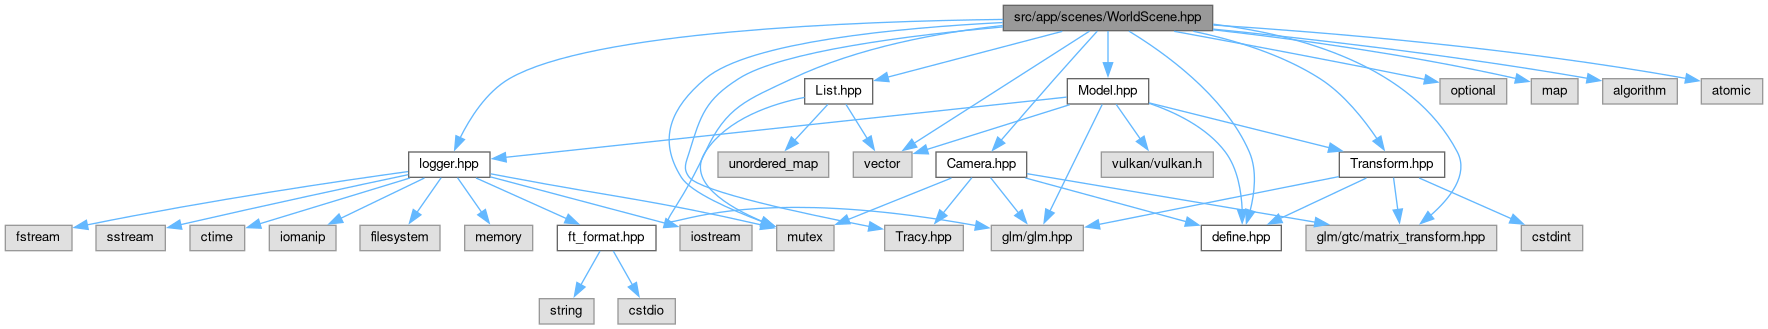 src/app/scenes/WorldScene.hpp
List.hpp
Model.hpp
optional
map
algorithm
atomic
logger.hpp
unordered_map
vector
Camera.hpp
vulkan/vulkan.h
Transform.hpp
fstream
sstream
ctime
iomanip
filesystem
memory
ft_format.hpp
iostream
mutex
Tracy.hpp
glm/glm.hpp
define.hpp
glm/gtc/matrix_transform.hpp
cstdint
string
cstdio